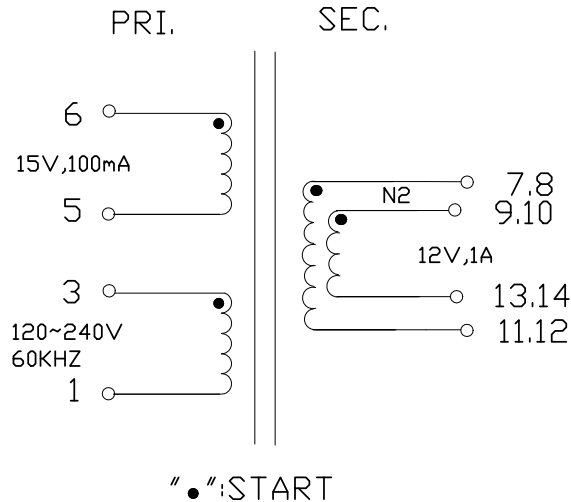 PRI.
SEC.
6
15V,100mA
5
3
120~240V
60KHZ
1
7.8
N2
9.10
12V,1A
13.14
11.12
"●":START